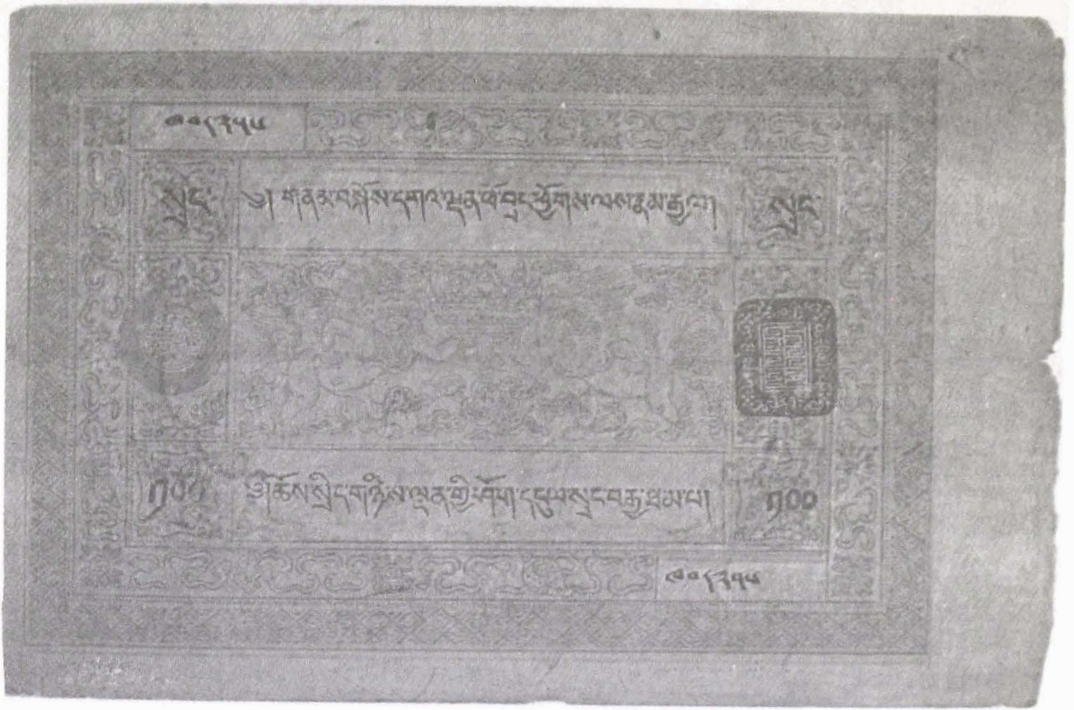 སྲང་ ༄། གནམ་བསྐོས་དགའ་ལྡན་ཕོ་བྲང་ཕྱོགས་ལས་རྣམ་རྒྱལ། སྲང་
༡༠༠ ༄།ཆོས་སྲིད་གཉིས་ལྡན་གྱི་ཤོག་དངུལ་སྲང་བརྒྱ་ཐམ་པ། ༡༠༠